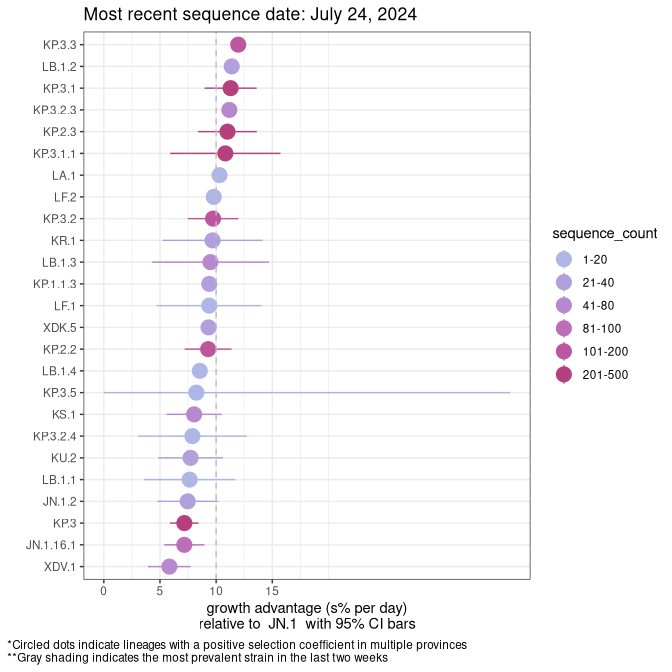 Most recent sequence date: July 24, 2024
KP.3.3
LB.1.2
KP.3.1
KP.3.2.3
KP.2.3
KP.3.1.1
LA.1
LF.2
KP.3.2
KR.1
LB.1.3
KP.1.1.3
LF.1
XDK.5
KP.2.2
LB.1.4
KP.3.5
KS.1
KP.3.2.4
KU.2
LB.1.1
JN.1.2
KP.3
JN.1.16.1
XDV.1
0 5 10 15
growth advantage (s% per day)
relative to JN.1 with 95% CI bars
sequence_count
1-20
21-40
41-80
81-100
101-200
201-500
*Circled dots indicate lineages with a positive selection coefficient in multiple provinces
**Gray shading indicates the most prevalent strain in the last two weeks